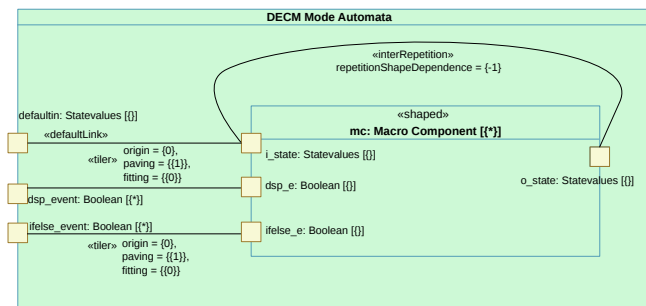 DECM Mode Automata
«interRepetition»
repetitionShapeDependence = {-1}
defaultin: Statevalues [{}]
«defaultLink»
«shaped»
mc: Macro Component [{*}]
«tiler»
origin = {0},
paving = {{1}},
fitting = {{0}}
i_state: Statevalues [{}]
o_state: Statevalues [{}]
dsp_e: Boolean [{}]
dsp_event: Boolean [{*}]
ifelse_event: Boolean [{*}]
ifelse_e: Boolean [{}]
«tiler»
origin = {0},
paving = {{1}},
fitting = {{0}}